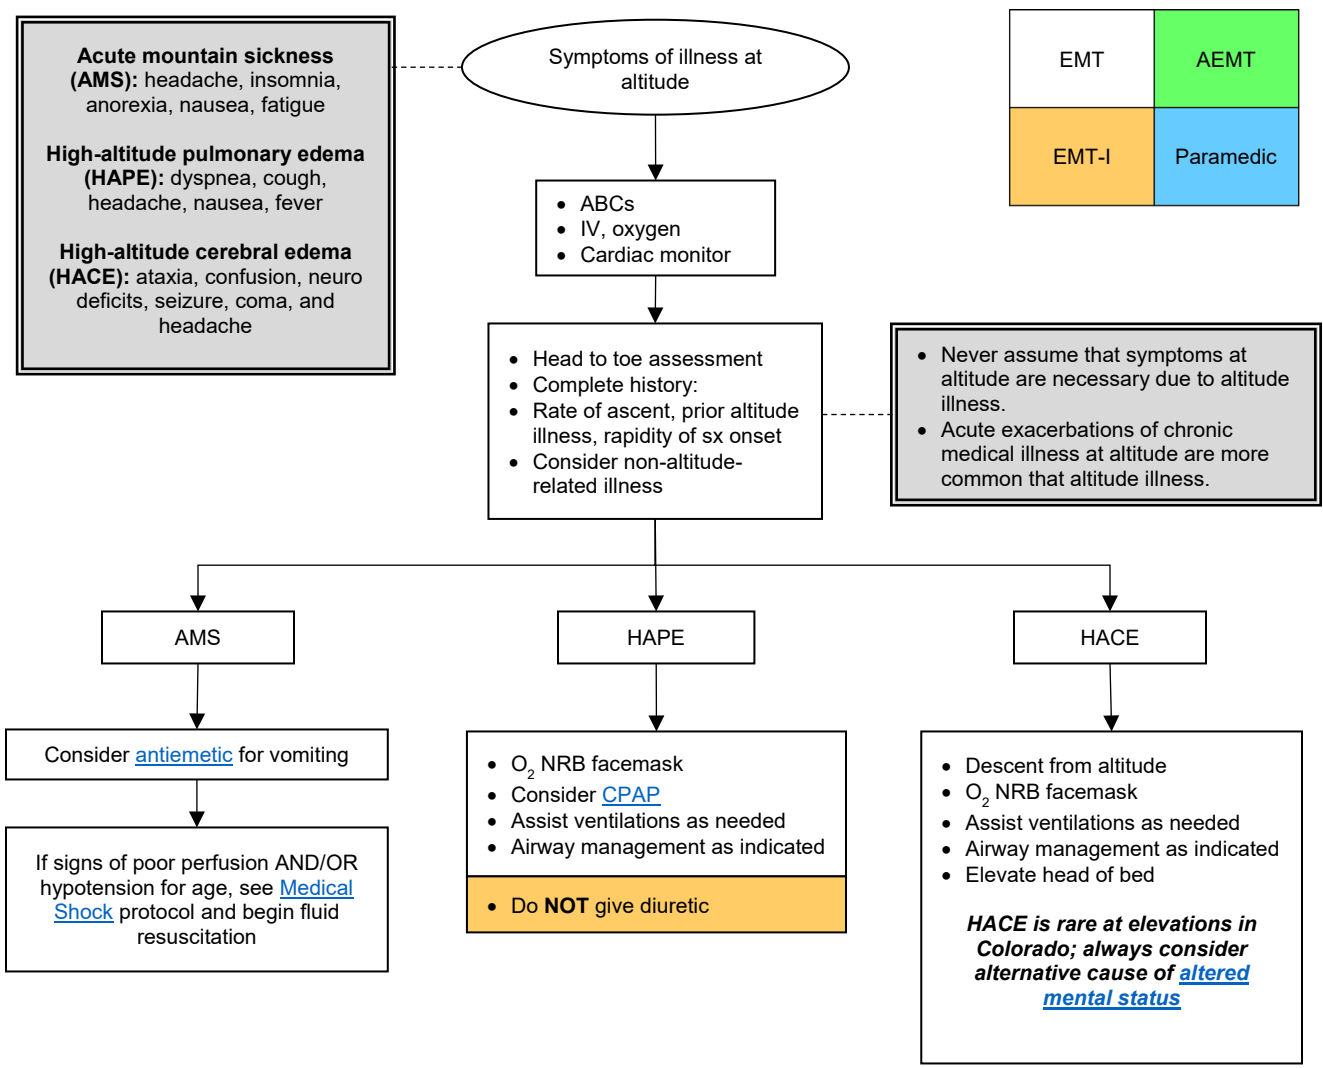 Acute mountain sickness
(AMS): headache, insomnia,
anorexia, nausea, fatigue
High-altitude pulmonary edema
(HAPE): dyspnea, cough,
headache, nausea, fever
High-altitude cerebral edema
(HACE): ataxia, confusion, neuro
deficits, seizure, coma, and
headache
Symptoms of illness at
altitude
EMT
AEMT
EMT-I
Paramedic
• ABCs
• IV, oxygen
• Cardiac monitor
• Head to toe assessment
• Complete history:
• Rate of ascent, prior altitude
illness, rapidity of sx onset
• Consider non-altitude-
related illness
• Never assume that symptoms at
altitude are necessary due to altitude
illness.
• Acute exacerbations of chronic
medical illness at altitude are more
common that altitude illness.
AMS
HAPE
HACE
Consider antiemetic for vomiting
If signs of poor perfusion AND/OR
hypotension for age, see Medical
Shock protocol and begin fluid
resuscitation
• O2 NRB facemask
• Consider CPAP
• Assist ventilations as needed
• Airway management as indicated
• Do NOT give diuretic
• Descent from altitude
• O2 NRB facemask
• Assist ventilations as needed
• Airway management as indicated
• Elevate head of bed
HACE is rare at elevations in
Colorado; always consider
alternative cause of altered
mental status